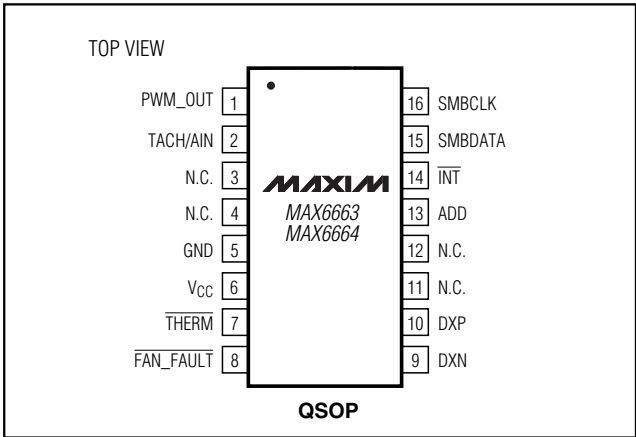 TOP VIEW
PWM_OUT 1
TACH/AIN 2
N.C. 3
N.C. 4
GND 5
VCC 6
THERM 7
FAN_FAULT 8
MAXIM
MAX6663
MAX6664
16 SMBCLK
15 SMBDATA
14 INT
13 ADD
12 N.C.
11 N.C.
10 DXP
9 DXN
QSOP